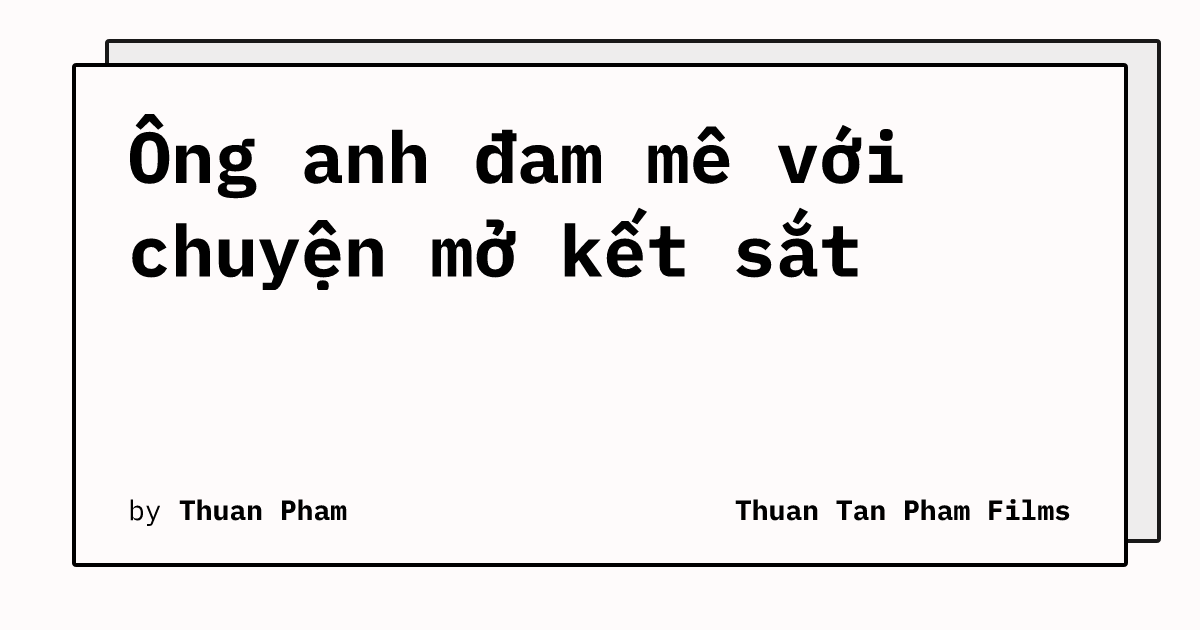 Ông anh đam mê với
chuyện mở kết sắt
by Thuan Pham
Thuan Tan Pham Films